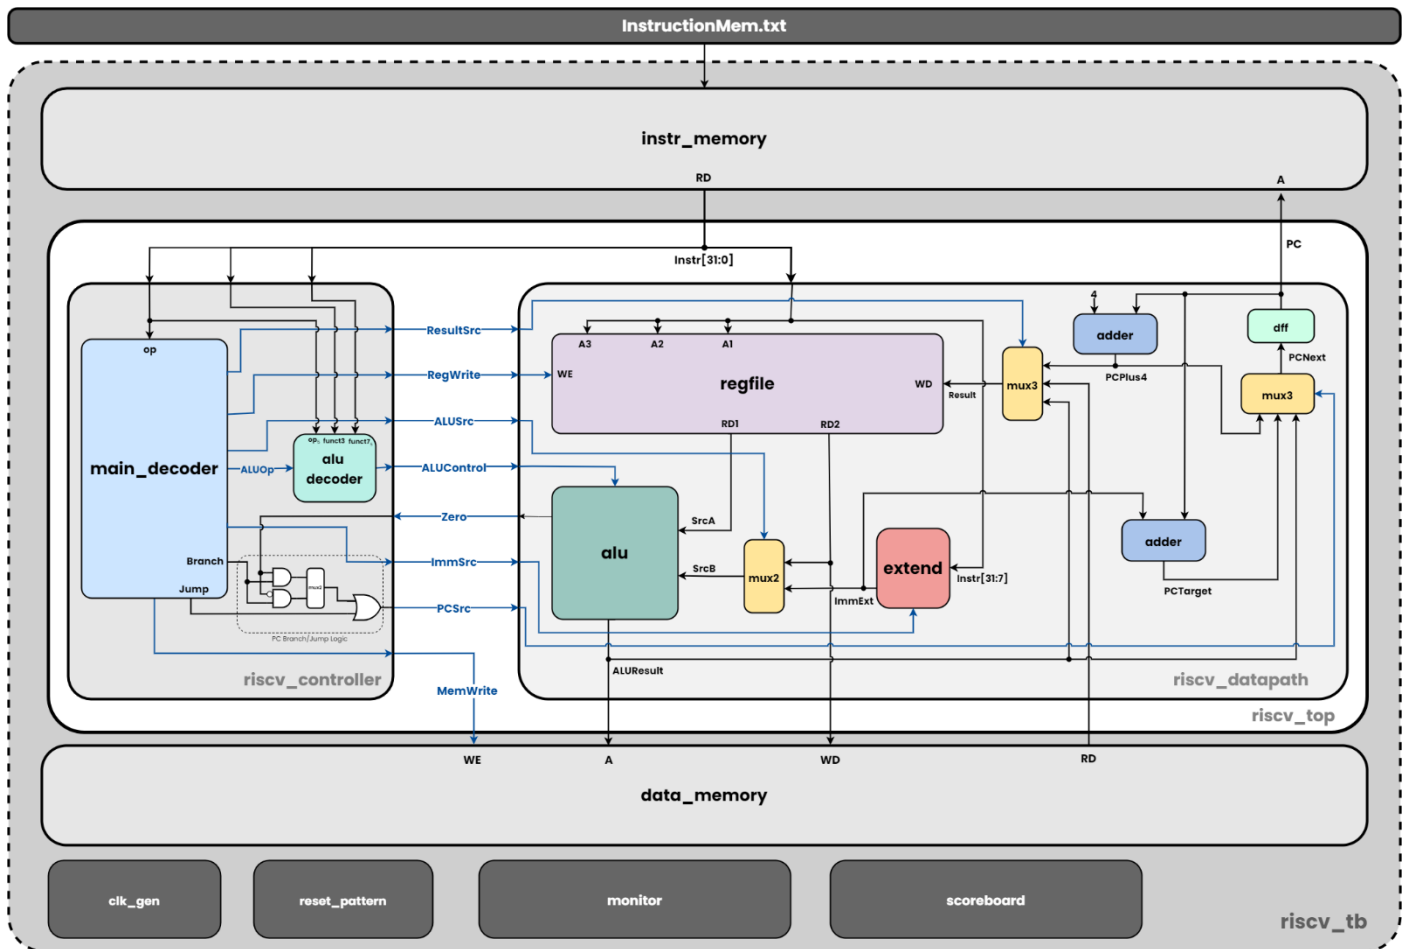 InstructionMem.txt
instr_memory
RD
A
PC
Instr[31:0]
4
adder
dff
ResultSrc
op
A3
A2
A1
PCNext
RegWrite
WE
regfile
WD
Result
mux3
PCPlus4
mux3
ALUSrc
RD1
RD2
op₅ funct3 funct7₅
main_decoder
ALUOp
alu
decoder
ALUControl
Zero
SrcA
alu
adder
Branch
ImmSrc
SrcB
mux2
extend
Instr[31:7]
Jump
mux2
ImmExt
PCTarget
PCSrc
PC Branch/Jump Logic
ALUResult
riscv_controller
riscv_datapath
MemWrite
riscv_top
WE
A
WD
RD
data_memory
clk_gen
reset_pattern
monitor
scoreboard
riscv_tb